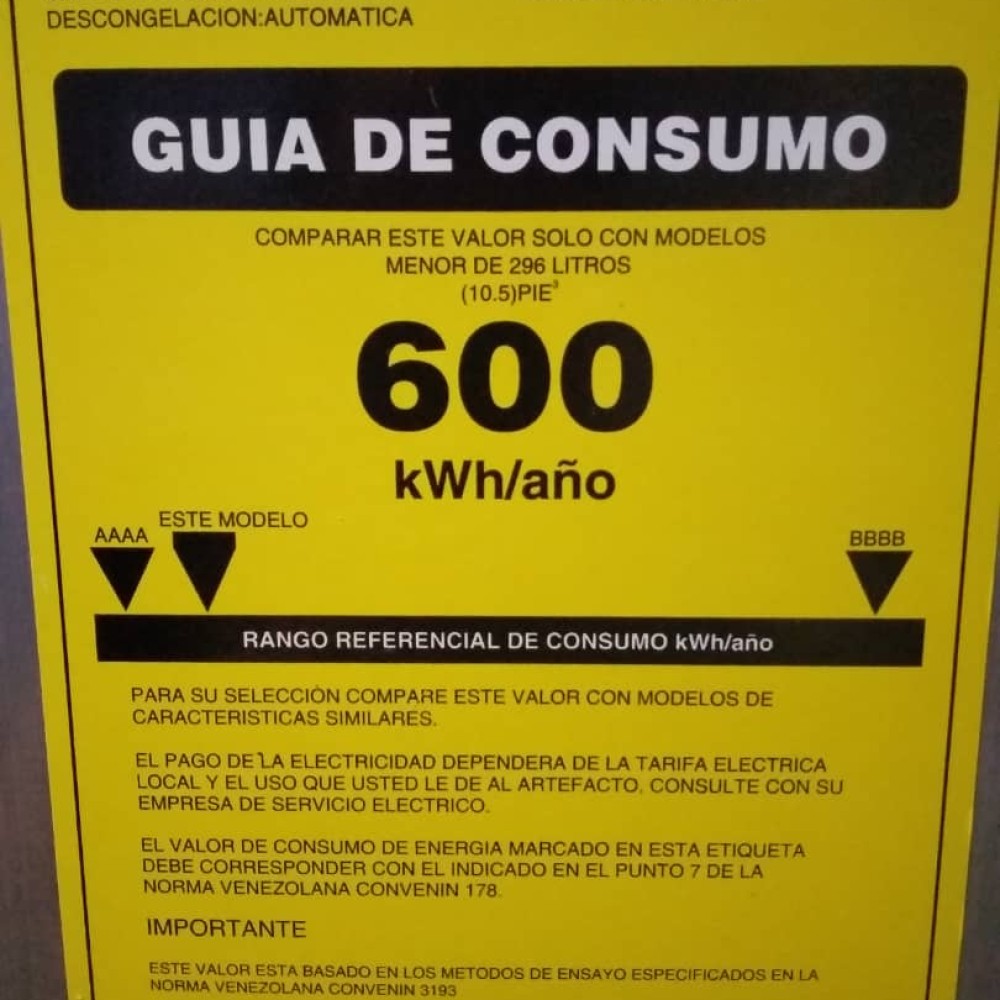 DESCONGELACION:AUTOMATICA
GUIA DE CONSUMO
COMPARAR ESTE VALOR SOLO CON MODELOS
MENOR DE 296 LITROS
(10.5)PIE³
600
kWh/año
AAAA
ESTE MODELO
BBBB
RANGO REFERENCIAL DE CONSUMO kWh/año
PARA SU SELECCIÓN COMPARE ESTE VALOR CON MODELOS DE
CARACTERISTICAS SIMILARES.
EL PAGO DE LA ELECTRICIDAD DEPENDERA DE LA TARIFA ELECTRICA
LOCAL Y EL USO QUE USTED LE DE AL ARTEFACTO. CONSULTE CON SU
EMPRESA DE SERVICIO ELECTRICO.
EL VALOR DE CONSUMO DE ENERGIA MARCADO EN ESTA ETIQUETA
DEBE CORRESPONDER CON EL INDICADO EN EL PUNTO 7 DE LA
NORMA VENEZOLANA CONVENIN 178.
IMPORTANTE
ESTE VALOR ESTA BASADO EN LOS METODOS DE ENSAYO ESPECIFICADOS EN LA
NORMA VENEZOLANA CONVENIN 3193